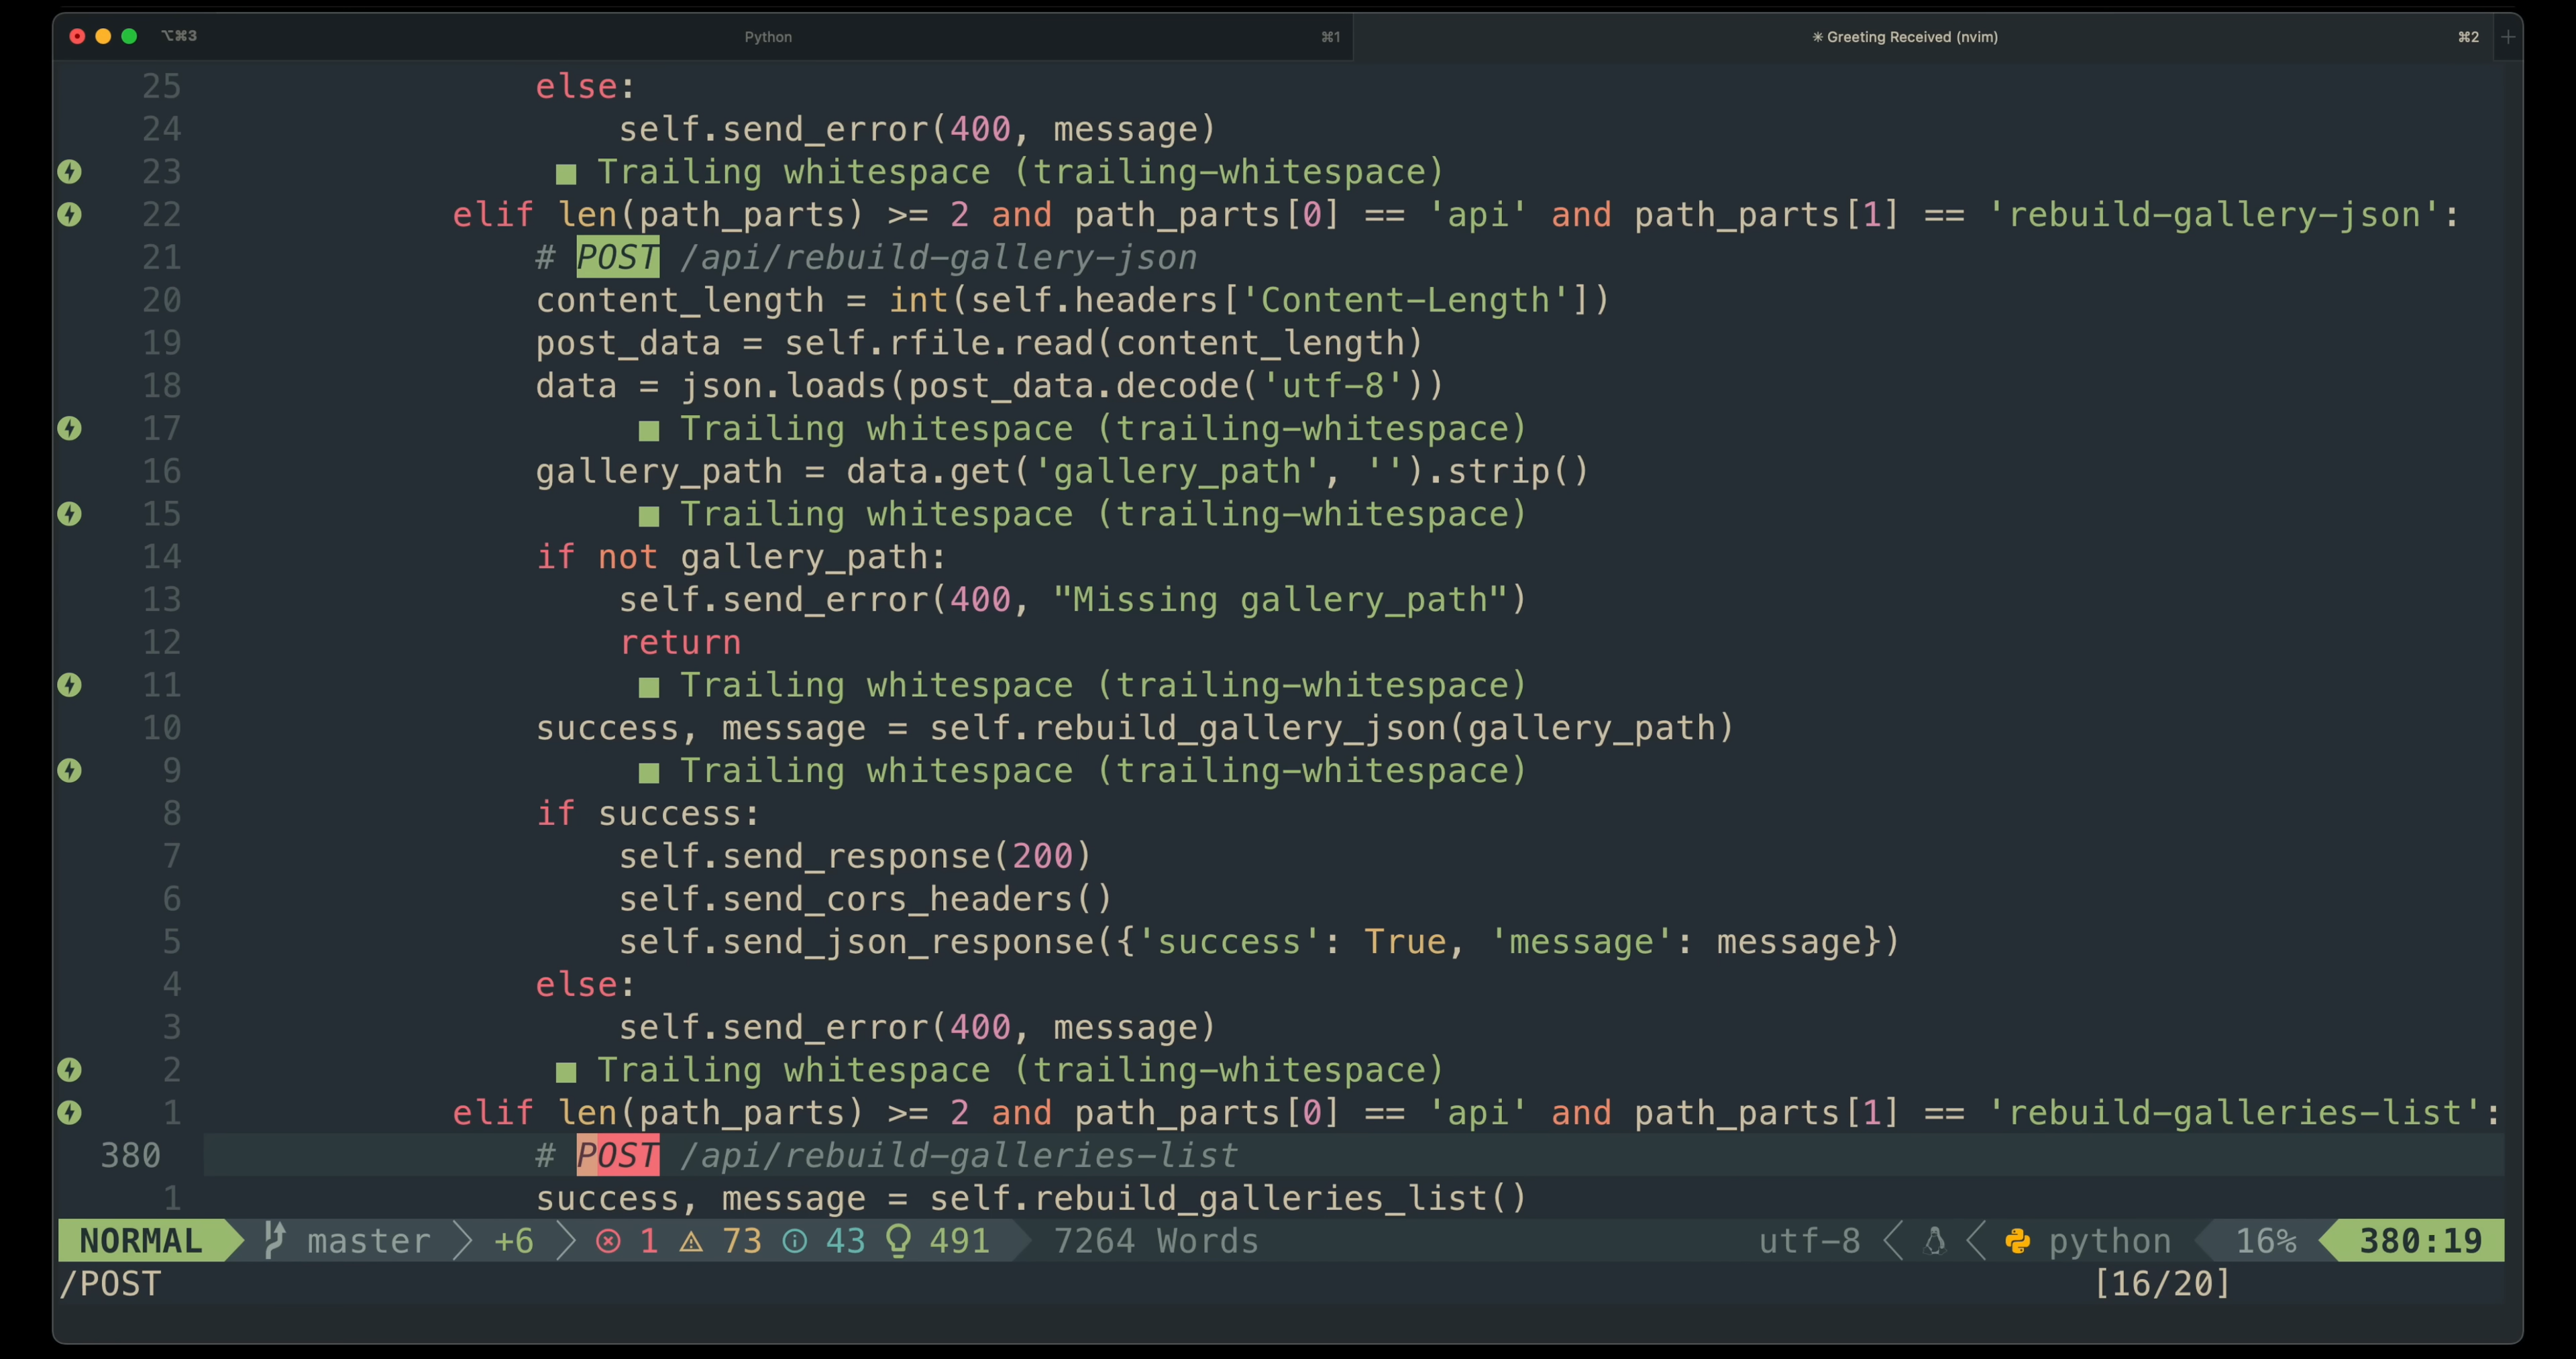 ⌥⌘3 Python ⌘1 ✳ Greeting Received (nvim) ⌘2 +
25 else:
24 self.send_error(400, message)
23 ■ Trailing whitespace (trailing-whitespace)
22 elif len(path_parts) >= 2 and path_parts[0] == 'api' and path_parts[1] == 'rebuild-gallery-json':
21 # POST /api/rebuild-gallery-json
20 content_length = int(self.headers['Content-Length'])
19 post_data = self.rfile.read(content_length)
18 data = json.loads(post_data.decode('utf-8'))
17 ■ Trailing whitespace (trailing-whitespace)
16 gallery_path = data.get('gallery_path', '').strip()
15 ■ Trailing whitespace (trailing-whitespace)
14 if not gallery_path:
13 self.send_error(400, "Missing gallery_path")
12 return
11 ■ Trailing whitespace (trailing-whitespace)
10 success, message = self.rebuild_gallery_json(gallery_path)
9 ■ Trailing whitespace (trailing-whitespace)
8 if success:
7 self.send_response(200)
6 self.send_cors_headers()
5 self.send_json_response({'success': True, 'message': message})
4 else:
3 self.send_error(400, message)
2 ■ Trailing whitespace (trailing-whitespace)
1 elif len(path_parts) >= 2 and path_parts[0] == 'api' and path_parts[1] == 'rebuild-galleries-list':
380 # POST /api/rebuild-galleries-list
1 success, message = self.rebuild_galleries_list()
NORMAL master +6 1 73 43 491 7264 Words utf-8 python 16% 380:19
/POST [16/20]